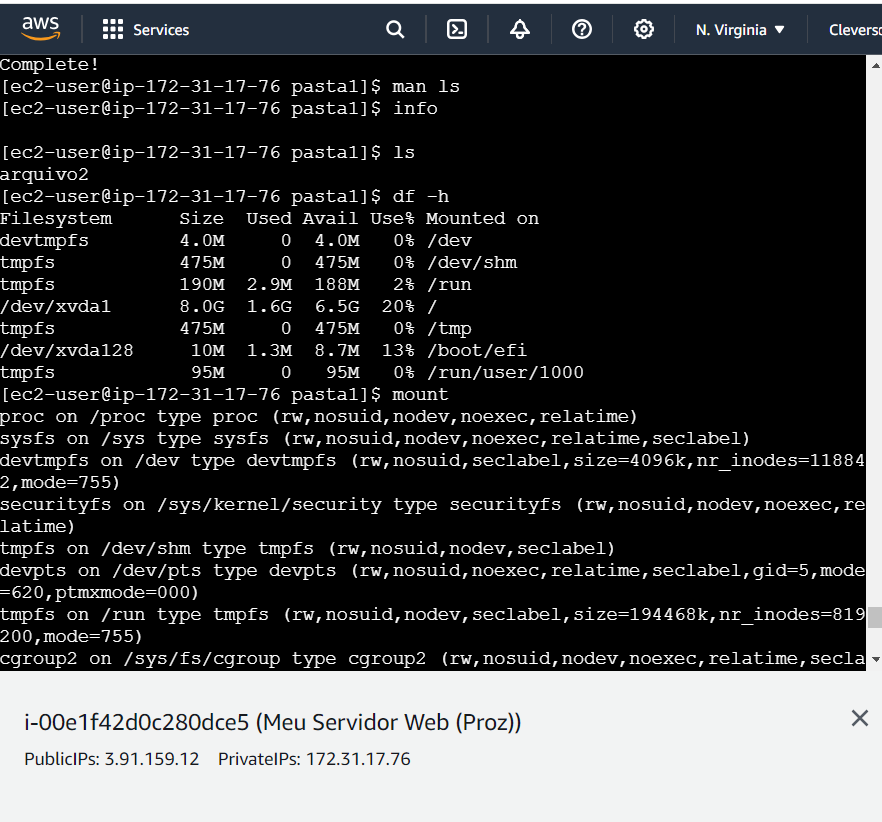 aws Services N. Virginia ▼ Cleverso
Complete!
[ec2-user@ip-172-31-17-76 pasta1]$ man ls
[ec2-user@ip-172-31-17-76 pasta1]$ info
[ec2-user@ip-172-31-17-76 pasta1]$ ls
arquivo2
[ec2-user@ip-172-31-17-76 pasta1]$ df -h
Filesystem      Size  Used Avail Use% Mounted on
devtmpfs        4.0M     0  4.0M   0% /dev
tmpfs           475M     0  475M   0% /dev/shm
tmpfs           190M  2.9M  188M   2% /run
/dev/xvda1      8.0G  1.6G  6.5G  20% /
tmpfs           475M     0  475M   0% /tmp
/dev/xvda128     10M  1.3M  8.7M  13% /boot/efi
tmpfs            95M     0   95M   0% /run/user/1000
[ec2-user@ip-172-31-17-76 pasta1]$ mount
proc on /proc type proc (rw,nosuid,nodev,noexec,relatime)
sysfs on /sys type sysfs (rw,nosuid,nodev,noexec,relatime,seclabel)
devtmpfs on /dev type devtmpfs (rw,nosuid,seclabel,size=4096k,nr_inodes=11884
2,mode=755)
securityfs on /sys/kernel/security type securityfs (rw,nosuid,nodev,noexec,re
latime)
tmpfs on /dev/shm type tmpfs (rw,nosuid,nodev,seclabel)
devpts on /dev/pts type devpts (rw,nosuid,noexec,relatime,seclabel,gid=5,mode
=620,ptmxmode=000)
tmpfs on /run type tmpfs (rw,nosuid,nodev,seclabel,size=194468k,nr_inodes=819
200,mode=755)
cgroup2 on /sys/fs/cgroup type cgroup2 (rw,nosuid,nodev,noexec,relatime,secla
i-00e1f42d0c280dce5 (Meu Servidor Web (Proz))
PublicIPs: 3.91.159.12 PrivateIPs: 172.31.17.76